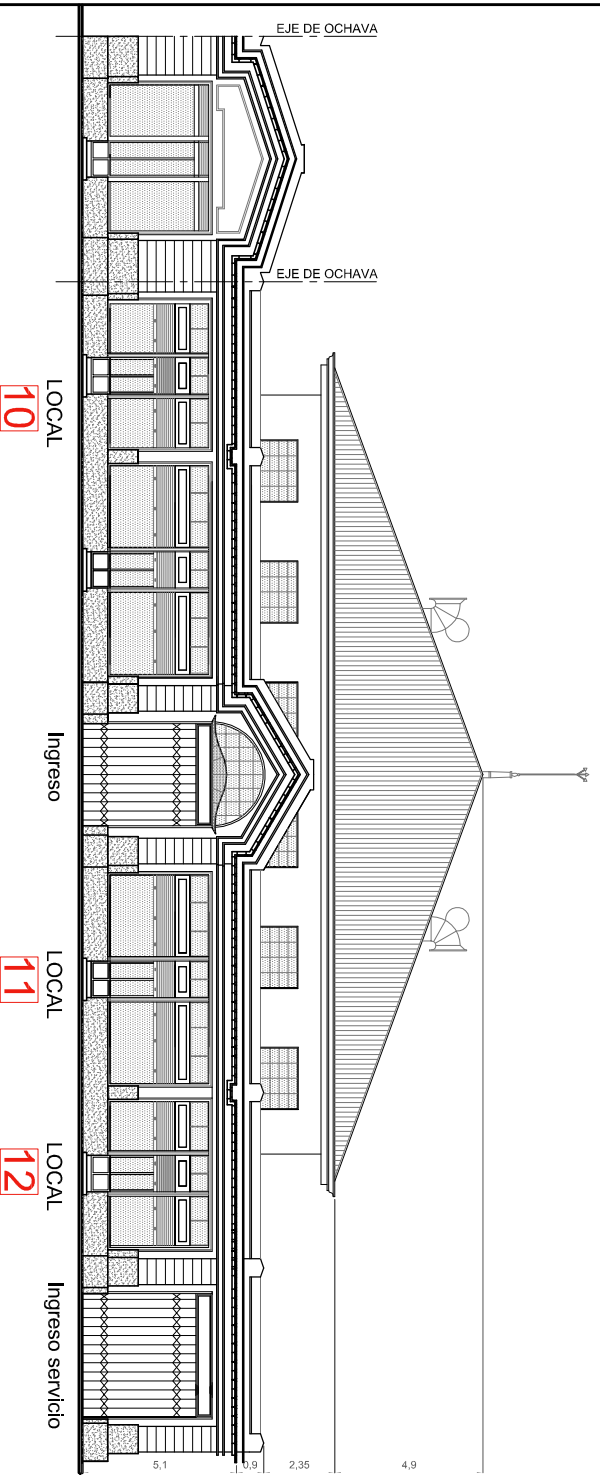 EJE DE OCHAVA
EJE DE OCHAVA
LOCAL
10
Ingreso
LOCAL
11
LOCAL
12
Ingreso servicio
5,1
0,9
2,35
4,9